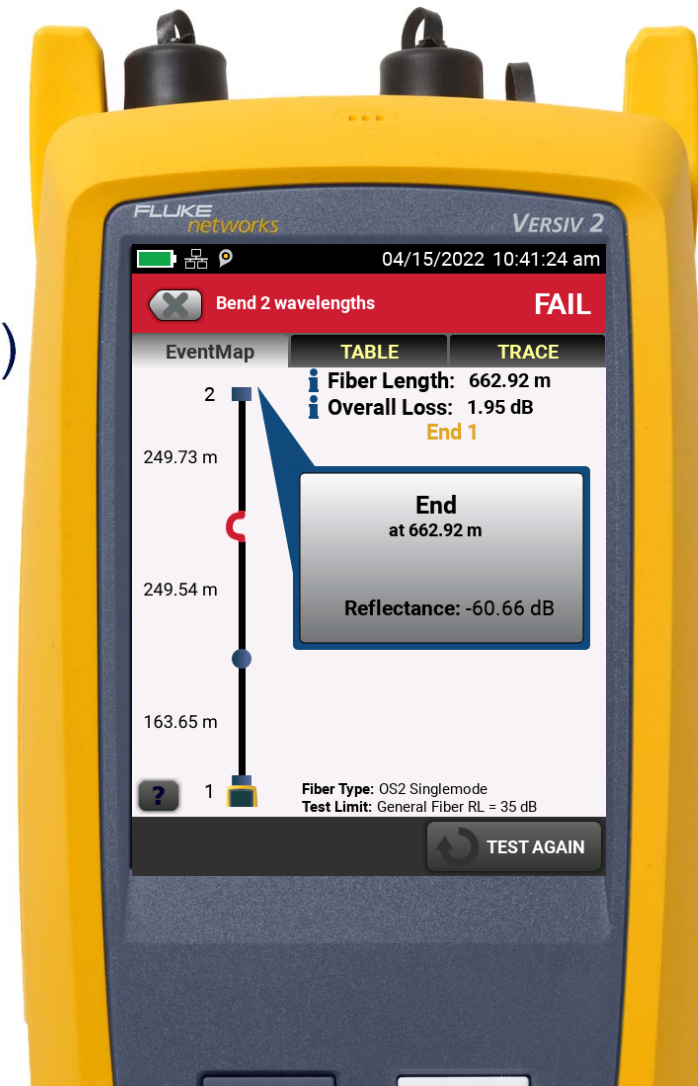 )
FLUKE
networks
VERSIV 2
04/15/2022 10:41:24 am
Bend 2 wavelengths
FAIL
EventMap TABLE TRACE
i Fiber Length: 662.92 m
i Overall Loss: 1.95 dB
End 1
2
249.73 m
End
at 662.92 m
249.54 m
Reflectance: -60.66 dB
163.65 m
? 1
Fiber Type: OS2 Singlemode
Test Limit: General Fiber RL = 35 dB
TEST AGAIN